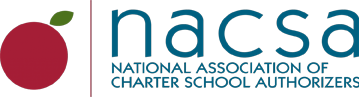 nacsa
NATIONAL ASSOCIATION OF
CHARTER SCHOOL AUTHORIZERS